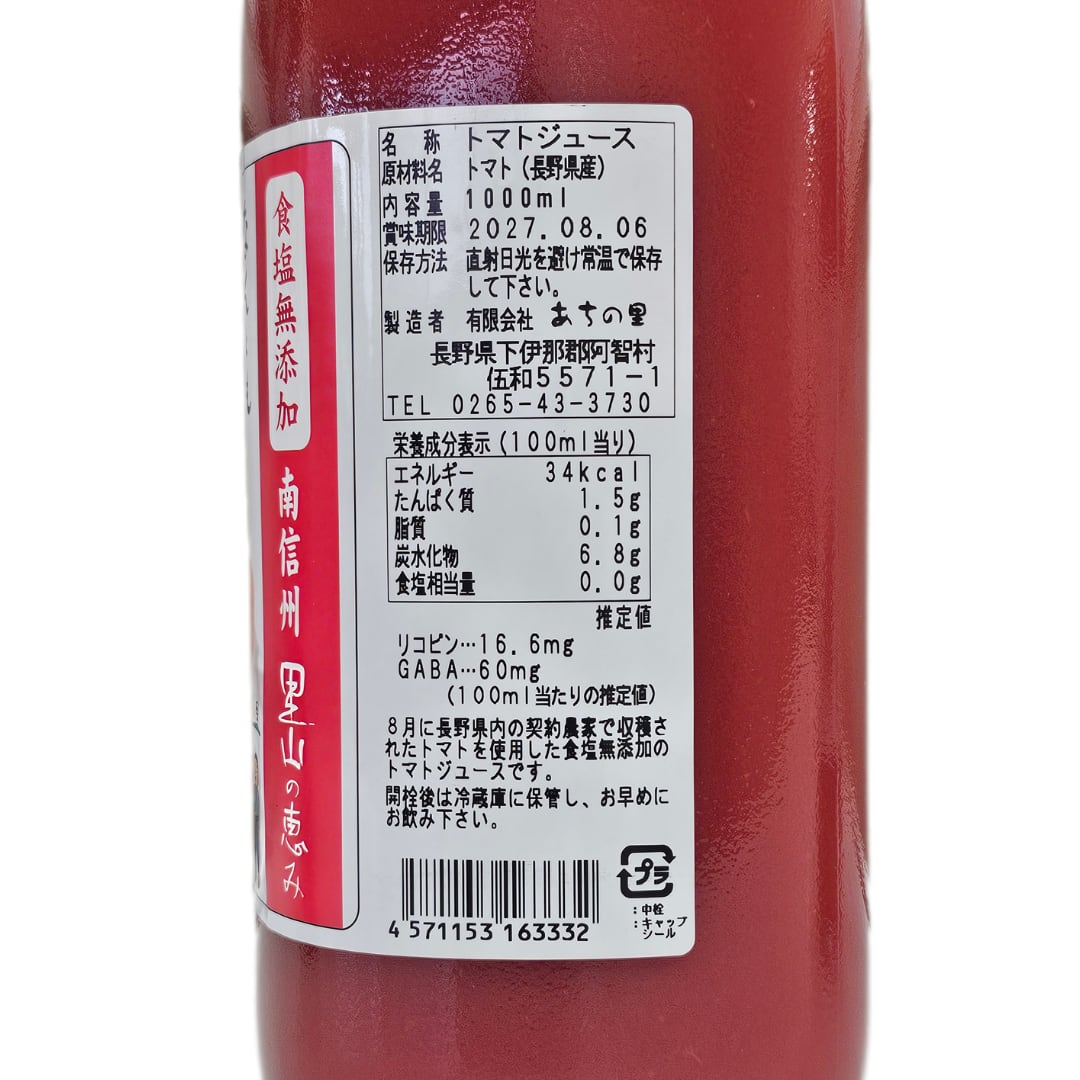 食塩無添加
南信州 里山の恵み
名称 トマトジュース
原材料名 トマト(長野県産)
内容量 1000ml
賞味期限 2027.08.06
保存方法 直射日光を避け常温で保存
して下さい。
製造者 有限会社 あちの里
長野県下伊那郡阿智村
伍和5571-1
TEL 0265-43-3730
栄養成分表示(100ml当り)
エネルギー 34kcal
たんぱく質 1.5g
脂質 0.1g
炭水化物 6.8g
食塩相当量 0.0g
推定値
リコピン…16.6mg
GABA…60mg
(100ml当たりの推定値)
8月に長野県内の契約農家で収穫さ
れたトマトを使用した食塩無添加の
トマトジュースです。
開栓後は冷蔵庫に保管し、お早めに
お飲み下さい。
プラ
:中栓
:キャップ
シール
4 571153 163332